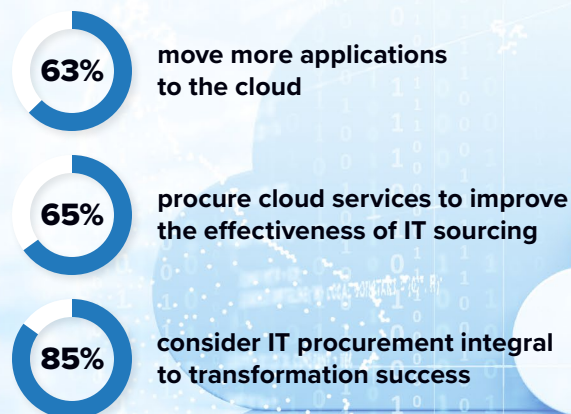 63%
move more applications
to the cloud
65%
procure cloud services to improve
the effectiveness of IT sourcing
85%
consider IT procurement integral
to transformation success